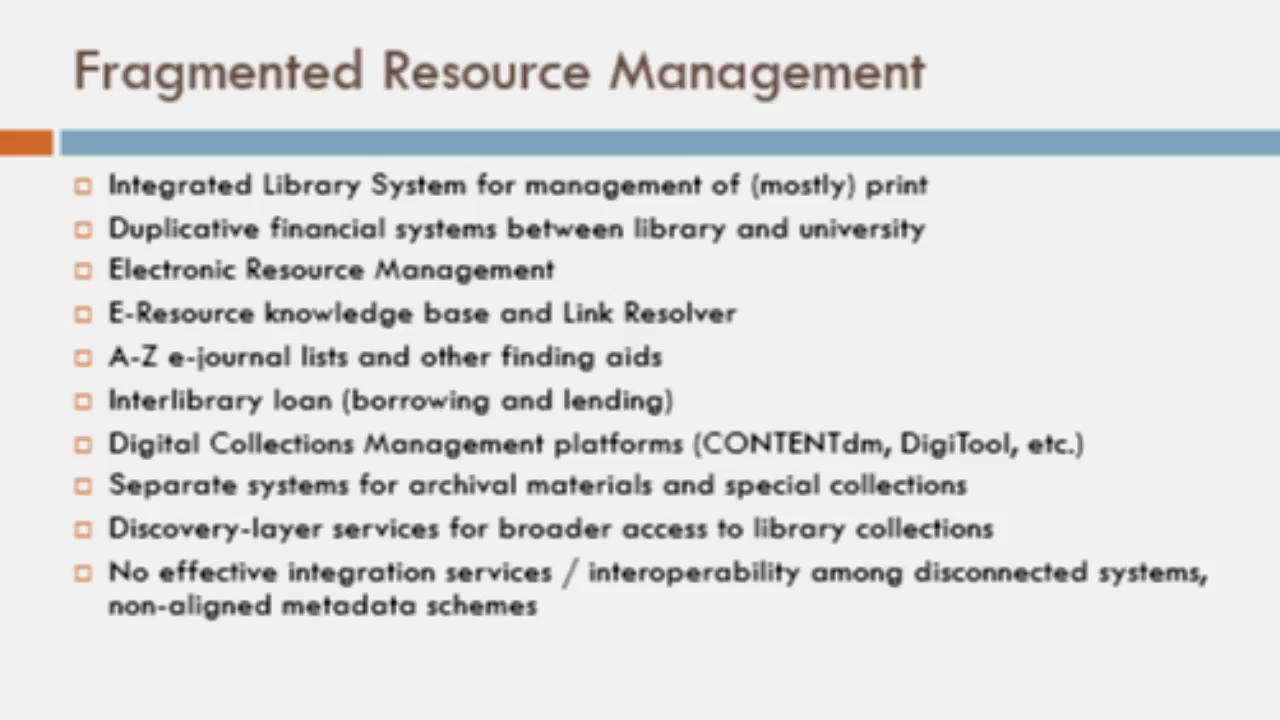 Fragmented Resource Management
Integrated Library System for management of (mostly) print
Duplicative financial systems between library and university
Electronic Resource Management
E-Resource knowledge base and Link Resolver
A-Z e-journal lists and other finding aids
Interlibrary loan (borrowing and lending)
Digital Collections Management platforms (CONTENTdm, DigiTool, etc.)
Separate systems for archival materials and special collections
Discovery-layer services for broader access to library collections
No effective integration services / interoperability among disconnected systems,
non-aligned metadata schemes